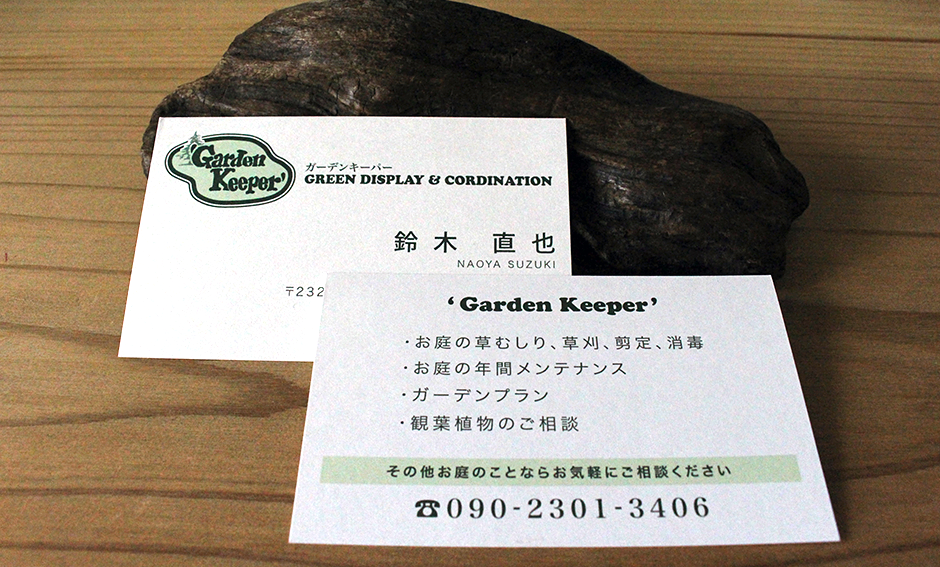 Garden
Keeper'
ガーデンキーパー
GREEN DISPLAY & CORDINATION
鈴木 直也
NAOYA SUZUKI
〒232
‘Garden Keeper’
・お庭の草むしり、草刈、剪定、消毒
・お庭の年間メンテナンス
・ガーデンプラン
・観葉植物のご相談
その他お庭のことならお気軽にご相談ください
☎090-2301-3406